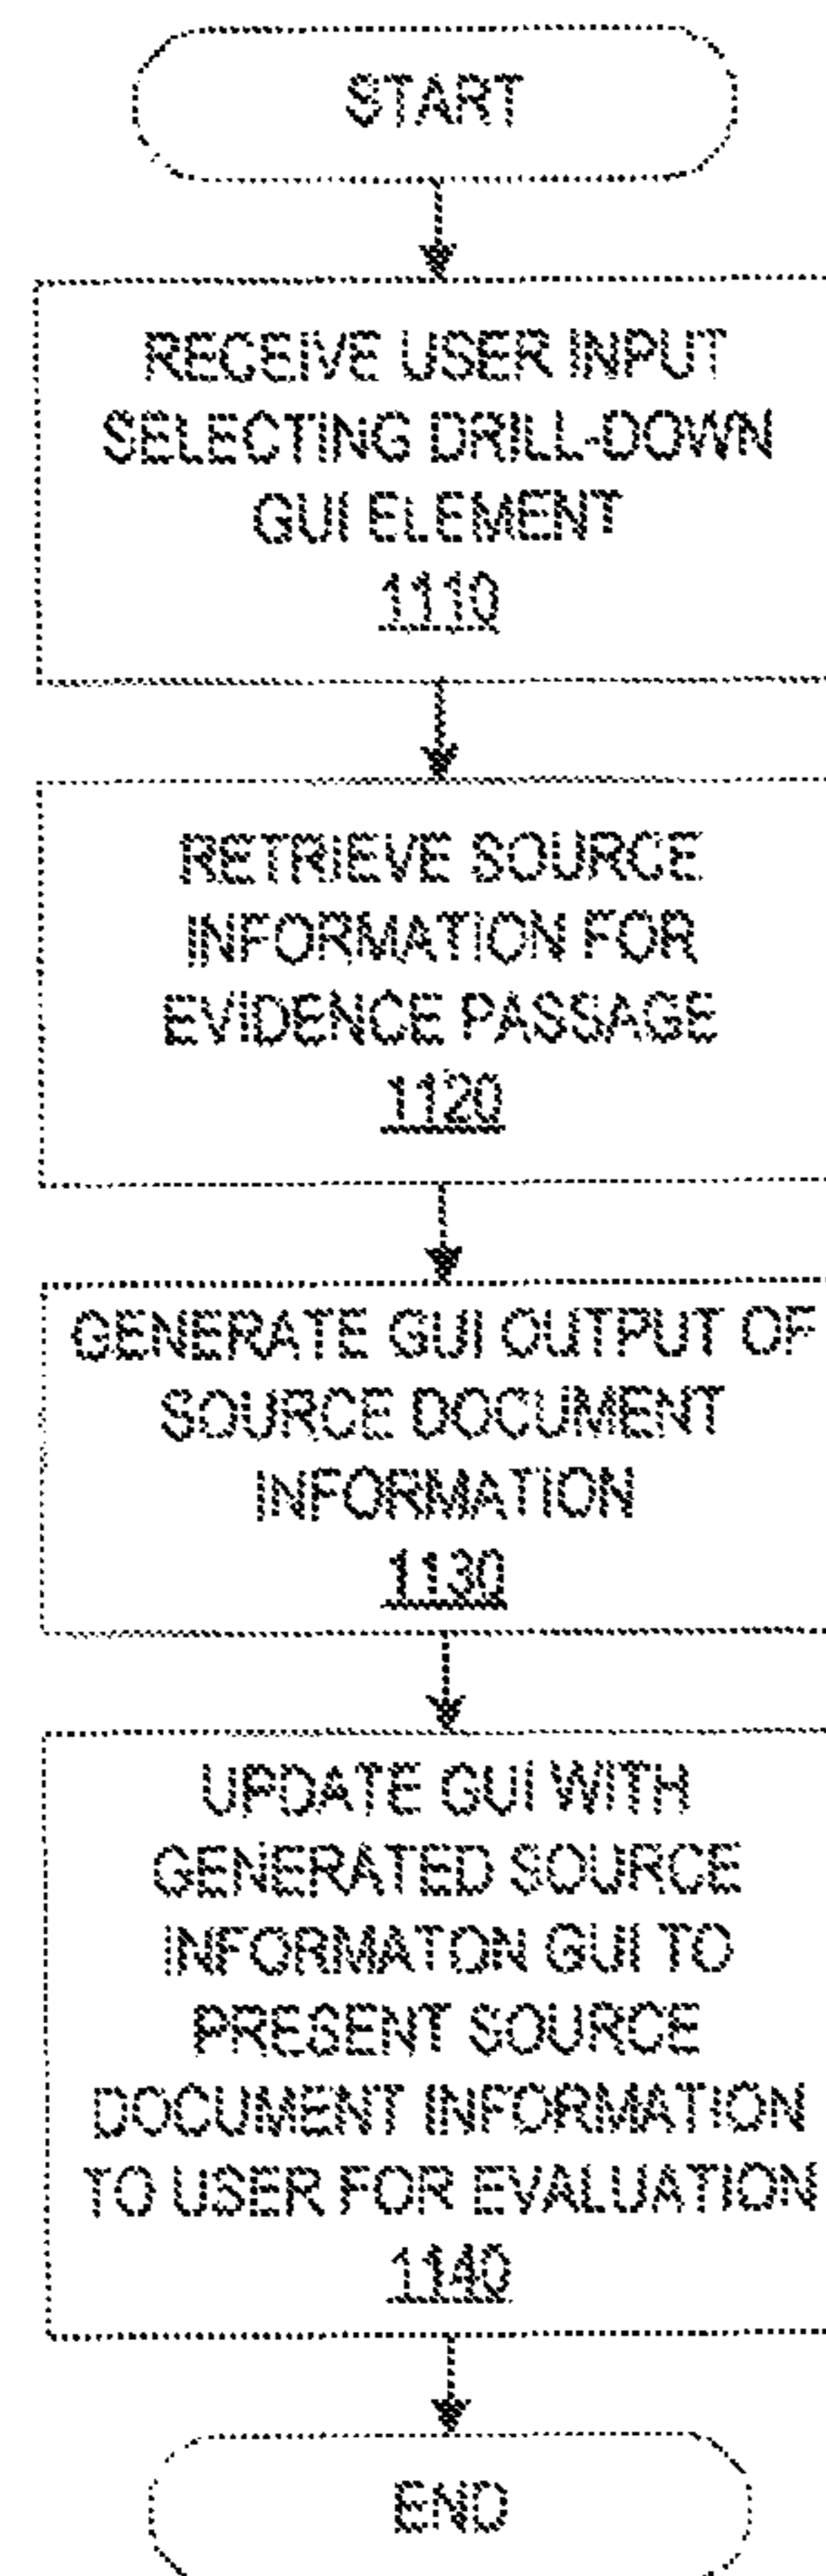 START
RECEIVE USER INPUT
SELECTING DRILL-DOWN
GUI ELEMENT
1110
RETRIEVE SOURCE
INFORMATION FOR
EVIDENCE PASSAGE
1120
GENERATE GUI OUTPUT OF
SOURCE DOCUMENT
INFORMATION
1130
UPDATE GUI WITH
GENERATED SOURCE
INFORMATON GUI TO
PRESENT SOURCE
DOCUMENT INFORMATION
TO USER FOR EVALUATION
1140
END